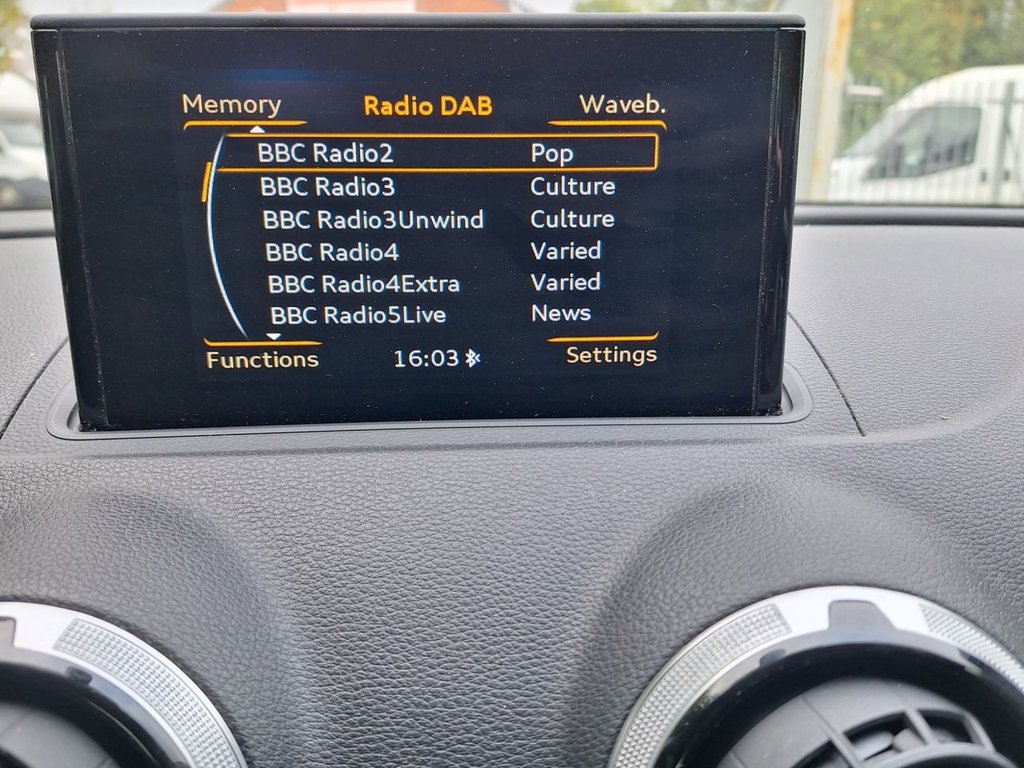 Memory Radio DAB Waveb.
BBC Radio2 Pop
BBC Radio3 Culture
BBC Radio3Unwind Culture
BBC Radio4 Varied
BBC Radio4Extra Varied
BBC Radio5Live News
Functions 16:03 Settings